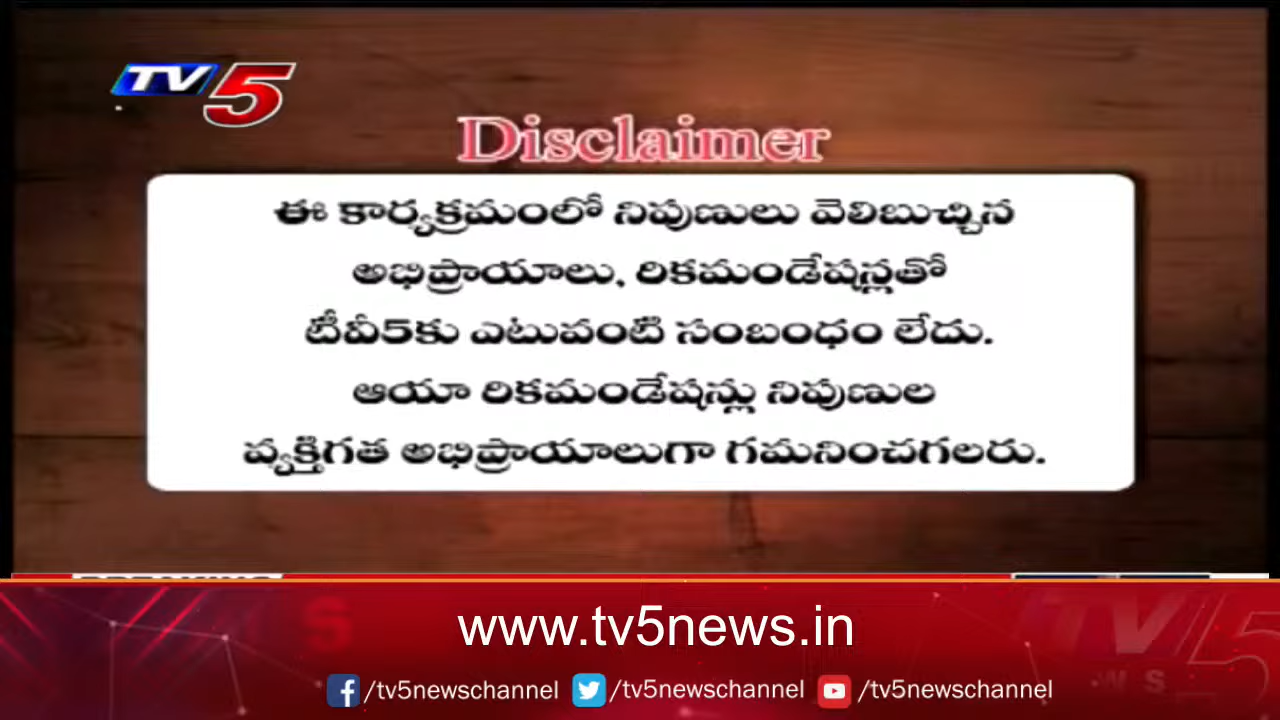 TV5
Disclaimer
ఈ కార్యక్రమంలో నిపుణులు వెలిబుచ్చిన
అభిప్రాయాలు, రికమండేషన్లతో
టీవీ5కు ఎటువంటి సంబంధం లేదు.
ఆయా రికమండేషన్లు నిపుణుల
వ్యక్తిగత అభిప్రాయాలుగా గమనించగలరు.
www.tv5news.in
/tv5newschannel /tv5newschannel /tv5newschannel